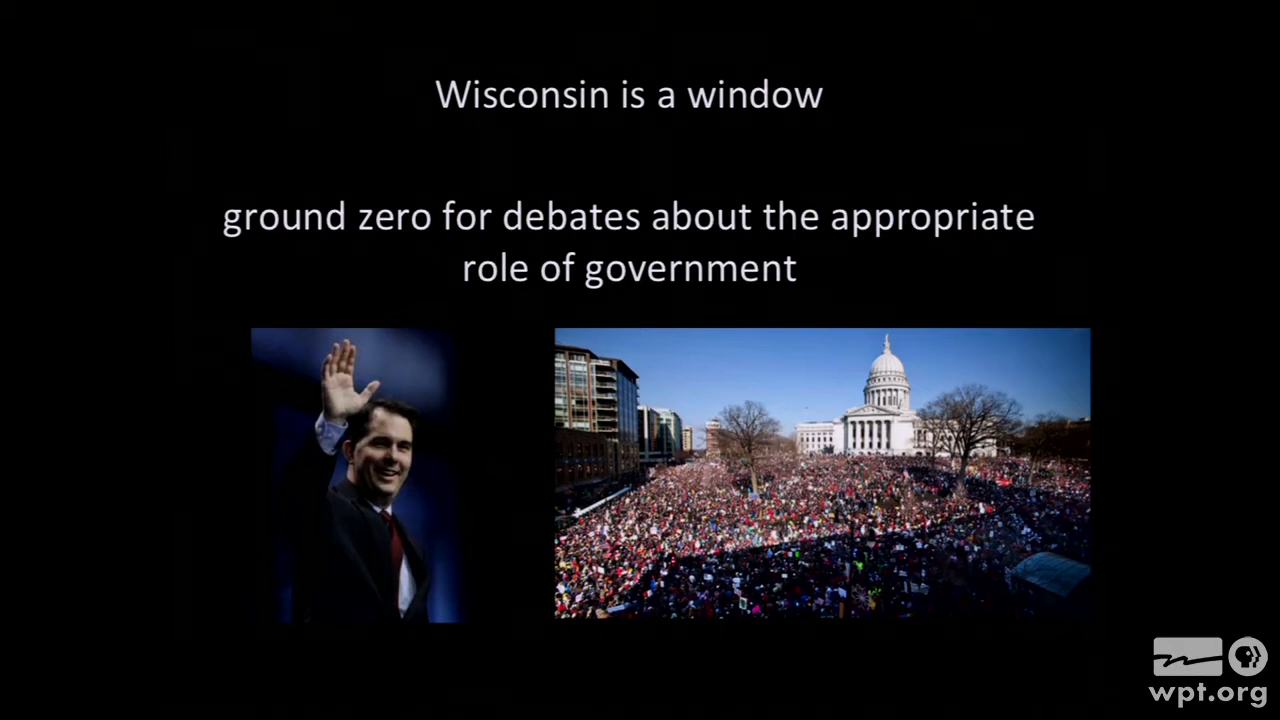 Wisconsin is a window
ground zero for debates about the appropriate
role of government
wpt.org